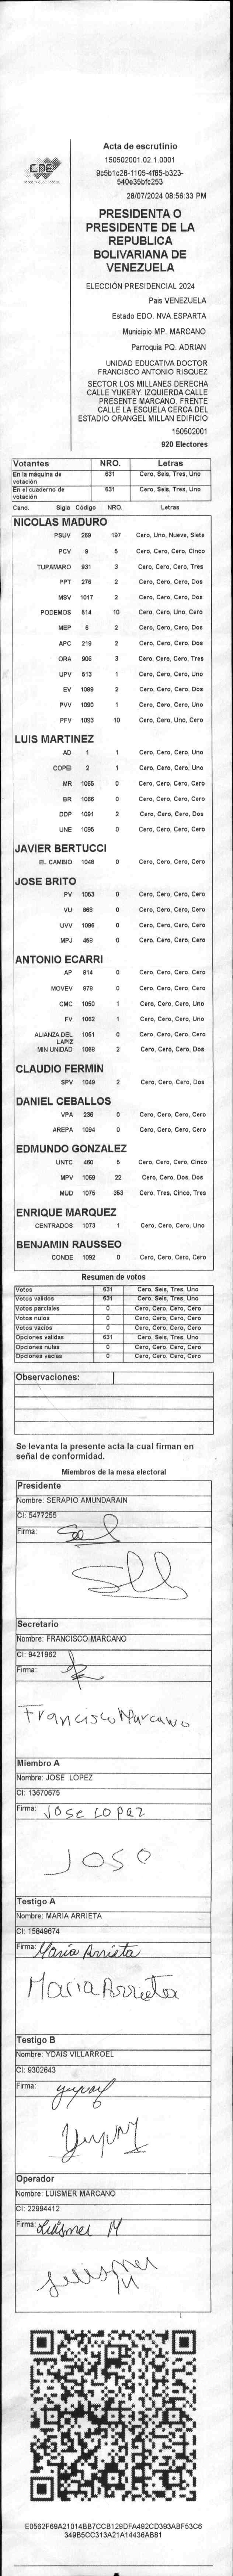 CNE
Acta de escrutinio
150502001.02.1.0001
9c5b1c28-1105-4f85-b323-
540e35bfc253
28/07/2024 08:56:33 PM
PRESIDENTA O
PRESIDENTE DE LA
REPUBLICA
BOLIVARIANA DE
VENEZUELA
ELECCIÓN PRESIDENCIAL 2024
Pais VENEZUELA
Estado EDO. NVA.ESPARTA
Municipio MP. MARCANO
Parroquia PQ. ADRIAN
UNIDAD EDUCATIVA DOCTOR
FRANCISCO ANTONIO RISQUEZ
SECTOR LOS MILLANES DERECHA
CALLE YUKERY. IZQUIERDA CALLE
PRESENTE MARCANO. FRENTE
CALLE LA ESCUELA CERCA DEL
ESTADIO ORANGEL MILLAN EDIFICIO
150502001
920 Electores
Votantes NRO. Letras
En la máquina de votación 631 Cero, Seis, Tres, Uno
En el cuaderno de votación 631 Cero, Seis, Tres, Uno
Cand. Sigla Código NRO. Letras
NICOLAS MADURO
PSUV 269 197 Cero, Uno, Nueve, Siete
PCV 9 5 Cero, Cero, Cero, Cinco
TUPAMARO 931 3 Cero, Cero, Cero, Tres
PPT 276 2 Cero, Cero, Cero, Dos
MSV 1017 2 Cero, Cero, Cero, Dos
PODEMOS 514 10 Cero, Cero, Uno, Cero
MEP 6 2 Cero, Cero, Cero, Dos
APC 219 2 Cero, Cero, Cero, Dos
ORA 906 3 Cero, Cero, Cero, Tres
UPV 513 1 Cero, Cero, Cero, Uno
EV 1089 2 Cero, Cero, Cero, Dos
PVV 1090 1 Cero, Cero, Cero, Uno
PFV 1093 10 Cero, Cero, Uno, Cero
LUIS MARTINEZ
AD 1 1 Cero, Cero, Cero, Uno
COPEI 2 1 Cero, Cero, Cero, Uno
MR 1065 0 Cero, Cero, Cero, Cero
BR 1066 0 Cero, Cero, Cero, Cero
DDP 1091 2 Cero, Cero, Cero, Dos
UNE 1095 0 Cero, Cero, Cero, Cero
JAVIER BERTUCCI
EL CAMBIO 1048 0 Cero, Cero, Cero, Cero
JOSE BRITO
PV 1053 0 Cero, Cero, Cero, Cero
VU 868 0 Cero, Cero, Cero, Cero
UVV 1096 0 Cero, Cero, Cero, Cero
MPJ 458 0 Cero, Cero, Cero, Cero
ANTONIO ECARRI
AP 814 0 Cero, Cero, Cero, Cero
MOVEV 978 0 Cero, Cero, Cero, Cero
CMC 1050 1 Cero, Cero, Cero, Uno
FV 1062 1 Cero, Cero, Cero, Uno
ALIANZA DEL LAPIZ 1051 0 Cero, Cero, Cero, Cero
MIN UNIDAD 1068 2 Cero, Cero, Cero, Dos
CLAUDIO FERMIN
SPV 1049 2 Cero, Cero, Cero, Dos
DANIEL CEBALLOS
VPA 236 0 Cero, Cero, Cero, Cero
AREPA 1094 0 Cero, Cero, Cero, Cero
EDMUNDO GONZALEZ
UNTC 460 5 Cero, Cero, Cero, Cinco
MPV 1069 22 Cero, Cero, Dos, Dos
MUD 1075 353 Cero, Tres, Cinco, Tres
ENRIQUE MARQUEZ
CENTRADOS 1073 1 Cero, Cero, Cero, Uno
BENJAMIN RAUSSEO
CONDE 1092 0 Cero, Cero, Cero, Cero
Resumen de votos
Votos 631 Cero, Seis, Tres, Uno
Votos validos 631 Cero, Seis, Tres, Uno
Votos parciales 0 Cero, Cero, Cero, Cero
Votos nulos 0 Cero, Cero, Cero, Cero
Votos vacios 0 Cero, Cero, Cero, Cero
Opciones validas 631 Cero, Seis, Tres, Uno
Opciones nulas 0 Cero, Cero, Cero, Cero
Opciones vacias 0 Cero, Cero, Cero, Cero
Observaciones:
Se levanta la presente acta la cual firman en
señal de conformidad.
Miembros de la mesa electoral
Presidente
Nombre: SERAPIO AMUNDARAIN
CI: 5477255
Firma:
Secretario
Nombre: FRANCISCO MARCANO
CI: 9421962
Firma:
Francisco Marcano
Miembro A
Nombre: JOSE LOPEZ
CI: 13670675
Firma: Jose LOPEZ
JOSO
Testigo A
Nombre: MARIA ARRIETA
CI: 15849674
Firma: Maria Arrieta
Maria Arrieta
Testigo B
Nombre: YDAIS VILLARROEL
CI: 9302643
Firma:
Operador
Nombre: LUISMER MARCANO
CI: 22994412
Firma: Luismer M
Luismer M
E0562F69A21014BB7CCB129DFA492CD393ABF53C6
349B5CC313A21A14436AB81